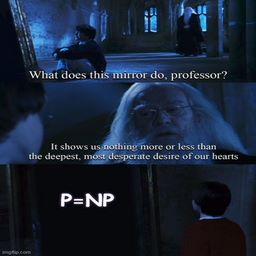 What does this mirror do, professor?
It shows us nothing more or less than
the deepest, most desperate desire of our hearts
P=NP
imgflip.com